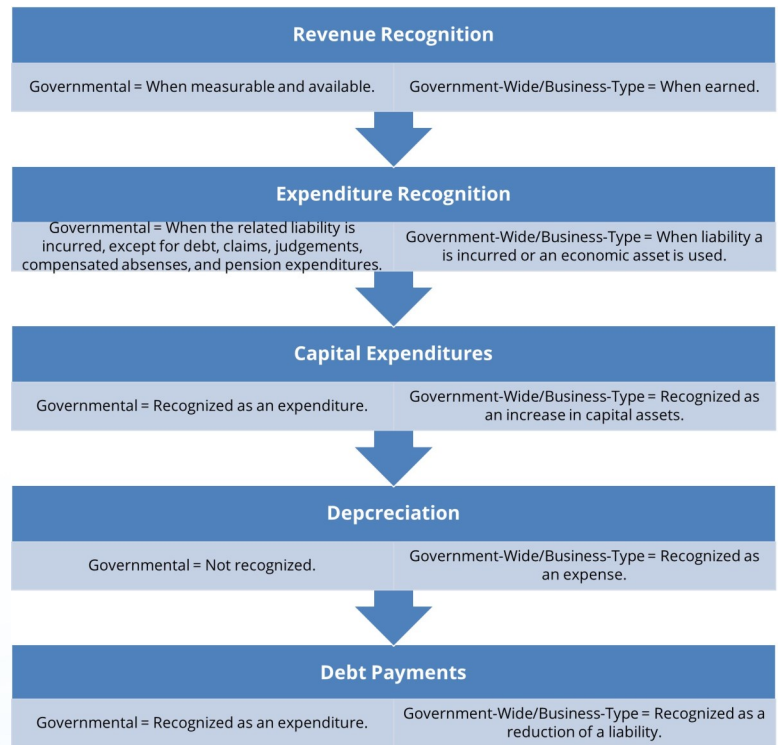 Revenue Recognition
Governmental = When measurable and available.
Government-Wide/Business-Type = When earned.
Expenditure Recognition
Governmental = When the related liability is
incurred, except for debt, claims, judgements,
compensated absenses, and pension expenditures.
Government-Wide/Business-Type = When liability a
is incurred or an economic asset is used.
Capital Expenditures
Governmental = Recognized as an expenditure.
Government-Wide/Business-Type = Recognized as
an increase in capital assets.
Depcreciation
Governmental = Not recognized.
Government-Wide/Business-Type = Recognized as
an expense.
Debt Payments
Governmental = Recognized as an expenditure.
Government-Wide/Business-Type = Recognized as a
reduction of a liability.